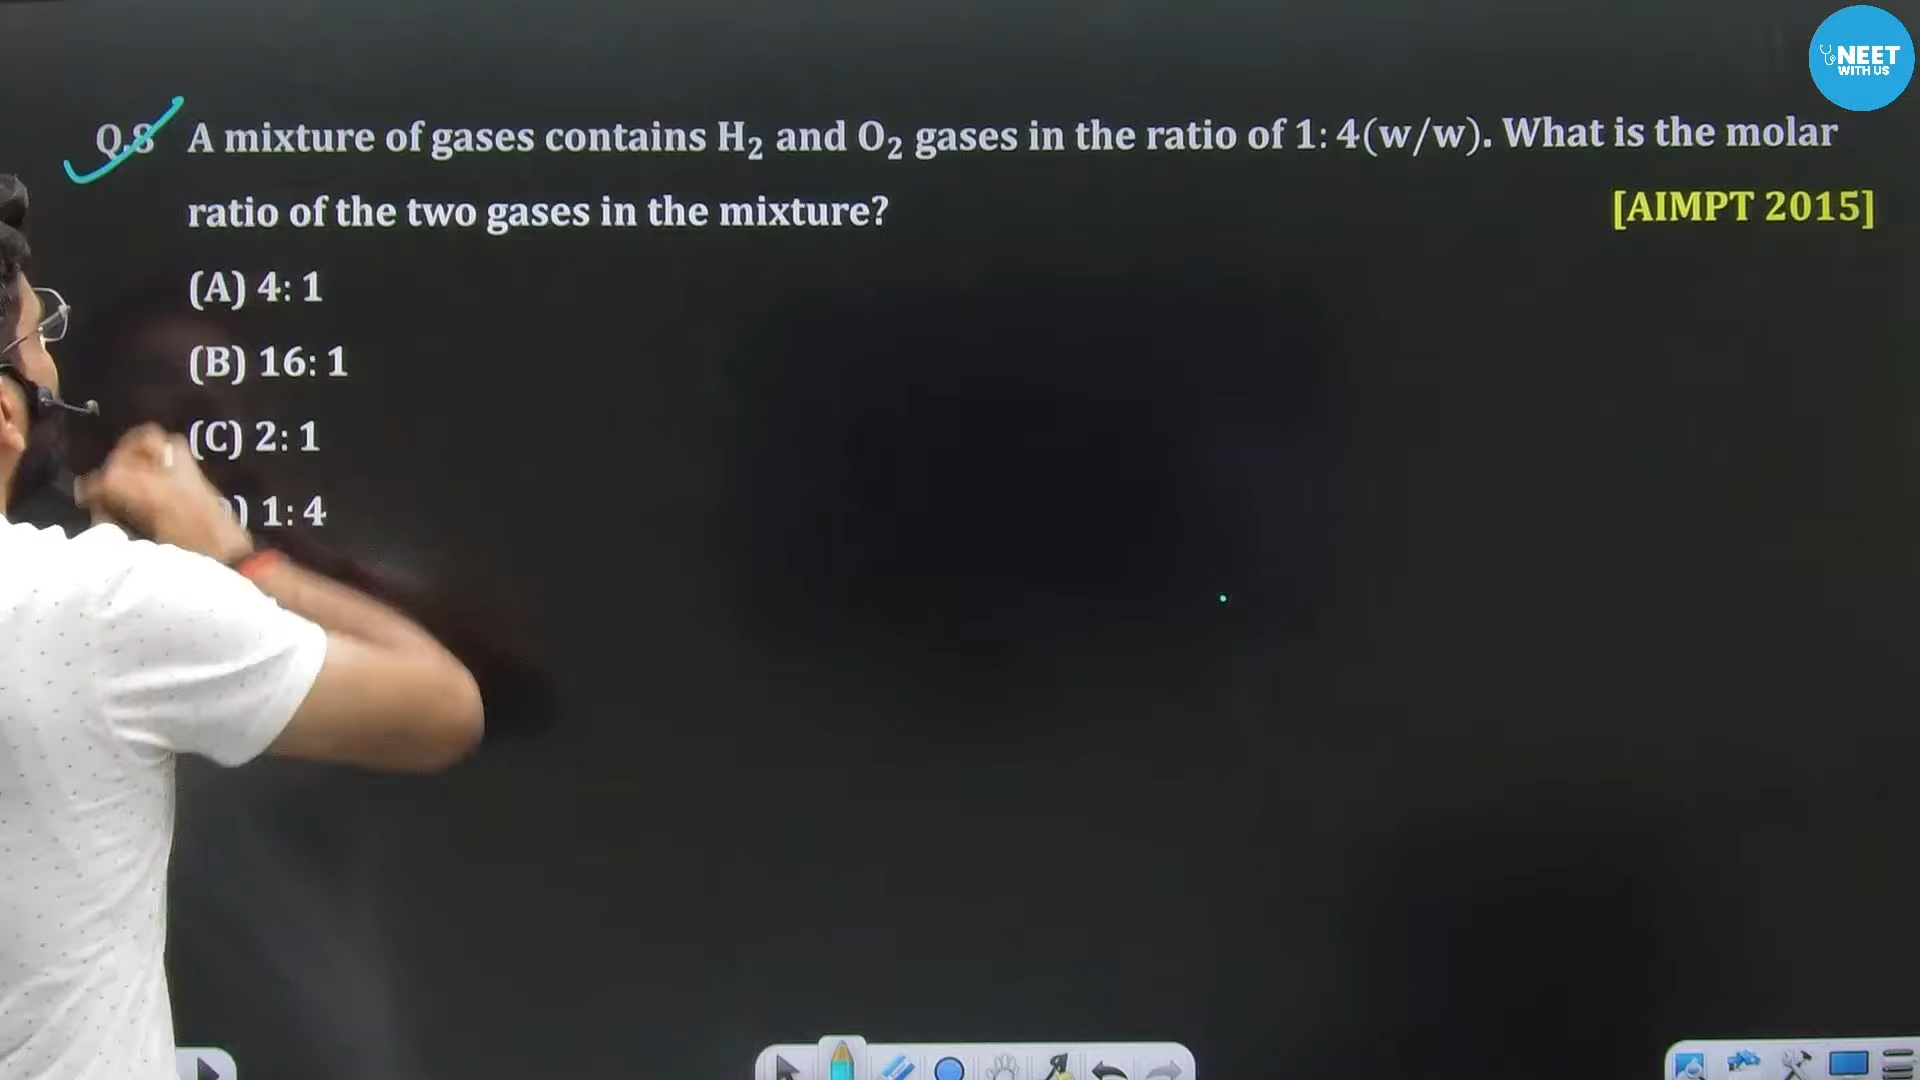 NEET
WITH US
Q.8 A mixture of gases contains H₂ and O₂ gases in the ratio of 1: 4(w/w). What is the molar
ratio of the two gases in the mixture? [AIMPT 2015]
(A) 4: 1
(B) 16: 1
(C) 2: 1
) 1: 4